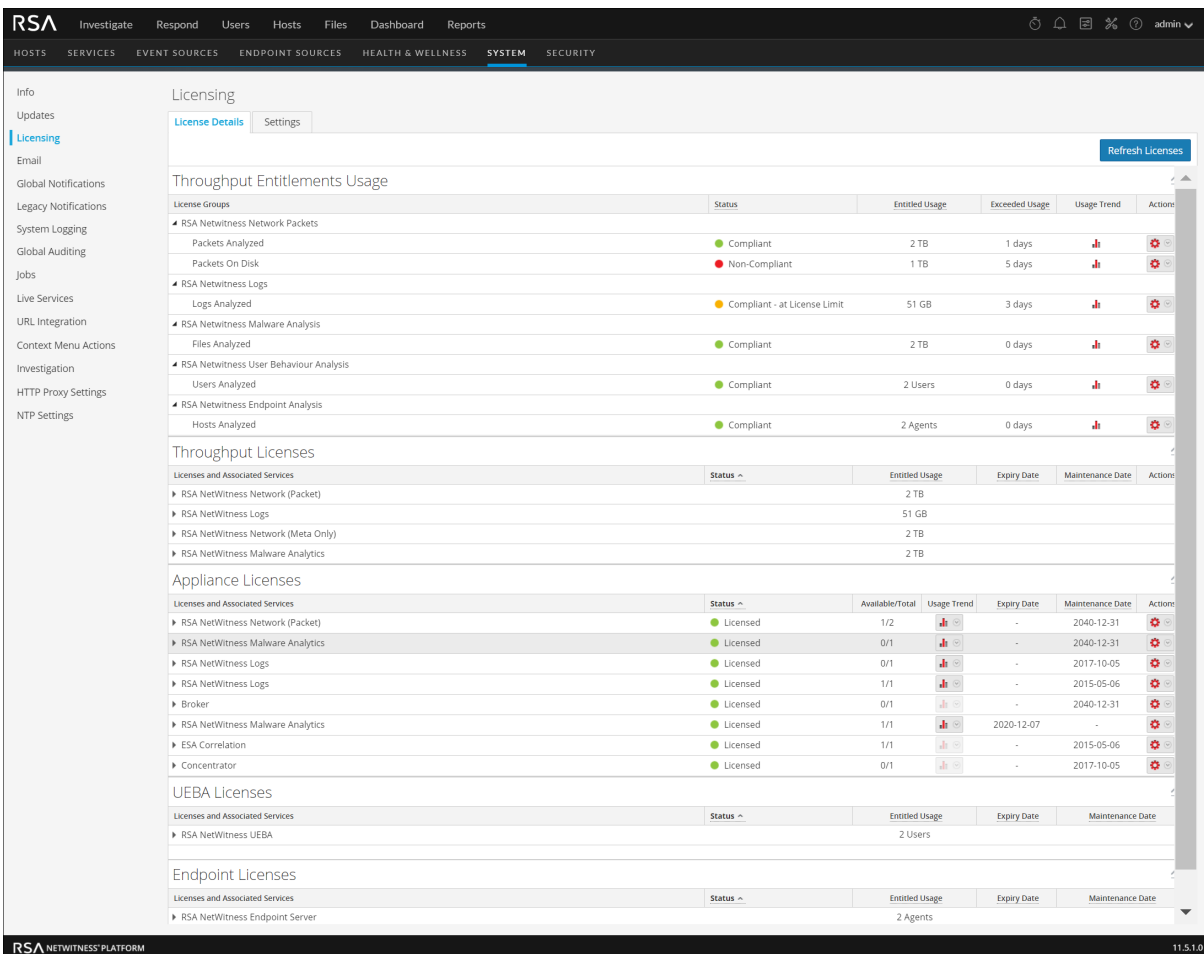 RSA Investigate Respond Users Hosts Files Dashboard Reports admin
HOSTS SERVICES EVENT SOURCES ENDPOINT SOURCES HEALTH & WELLNESS SYSTEM SECURITY
Info
Updates
Licensing
Email
Global Notifications
Legacy Notifications
System Logging
Global Auditing
Jobs
Live Services
URL Integration
Context Menu Actions
Investigation
HTTP Proxy Settings
NTP Settings
Licensing
License Details Settings
Refresh Licenses
Throughput Entitlements Usage
License Groups Status Entitled Usage Exceeded Usage Usage Trend Actions
RSA Netwitness Network Packets
Packets Analyzed Compliant 2 TB 1 days
Packets On Disk Non-Compliant 1 TB 5 days
RSA Netwitness Logs
Logs Analyzed Compliant - at License Limit 51 GB 3 days
RSA Netwitness Malware Analysis
Files Analyzed Compliant 2 TB 0 days
RSA Netwitness User Behaviour Analysis
Users Analyzed Compliant 2 Users 0 days
RSA Netwitness Endpoint Analysis
Hosts Analyzed Compliant 2 Agents 0 days
Throughput Licenses
Licenses and Associated Services Status Entitled Usage Expiry Date Maintenance Date Actions
RSA NetWitness Network (Packet) 2 TB
RSA NetWitness Logs 51 GB
RSA NetWitness Network (Meta Only) 2 TB
RSA NetWitness Malware Analytics 2 TB
Appliance Licenses
Licenses and Associated Services Status Available/Total Usage Trend Expiry Date Maintenance Date Actions
RSA NetWitness Network (Packet) Licensed 1/2 - 2040-12-31
RSA NetWitness Malware Analytics Licensed 0/1 - 2040-12-31
RSA NetWitness Logs Licensed 0/1 - 2017-10-05
RSA NetWitness Logs Licensed 1/1 - 2015-05-06
Broker Licensed 0/1 - 2040-12-31
RSA NetWitness Malware Analytics Licensed 1/1 2020-12-07 -
ESA Correlation Licensed 1/1 - 2015-05-06
Concentrator Licensed 0/1 - 2017-10-05
UEBA Licenses
Licenses and Associated Services Status Entitled Usage Expiry Date Maintenance Date
RSA NetWitness UEBA 2 Users
Endpoint Licenses
Licenses and Associated Services Status Entitled Usage Expiry Date Maintenance Date
RSA NetWitness Endpoint Server 2 Agents
RSA NETWITNESS® PLATFORM 11.5.1.0